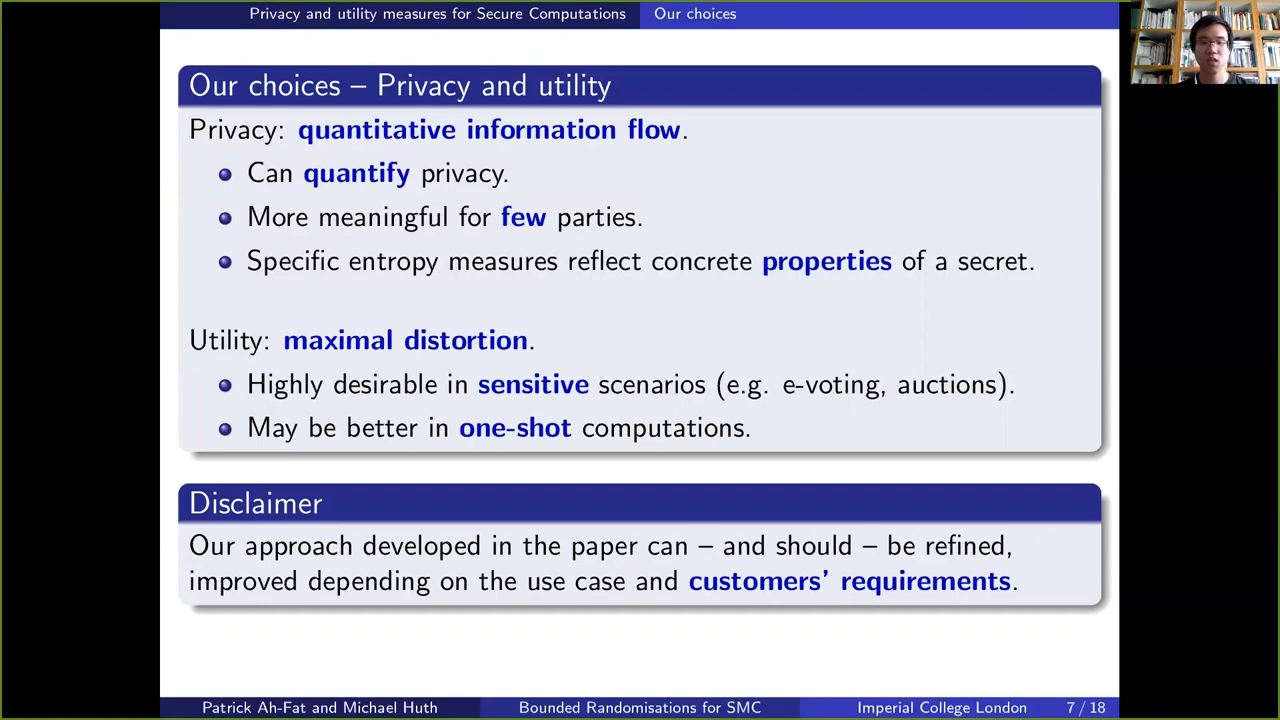 Privacy and utility measures for Secure Computations Our choices
Our choices – Privacy and utility
Privacy: quantitative information flow.
Can quantify privacy.
More meaningful for few parties.
Specific entropy measures reflect concrete properties of a secret.
Utility: maximal distortion.
Highly desirable in sensitive scenarios (e.g. e-voting, auctions).
May be better in one-shot computations.
Disclaimer
Our approach developed in the paper can – and should – be refined,
improved depending on the use case and customers’ requirements.
Patrick Ah-Fat and Michael Huth Bounded Randomisations for SMC Imperial College London 7 / 18